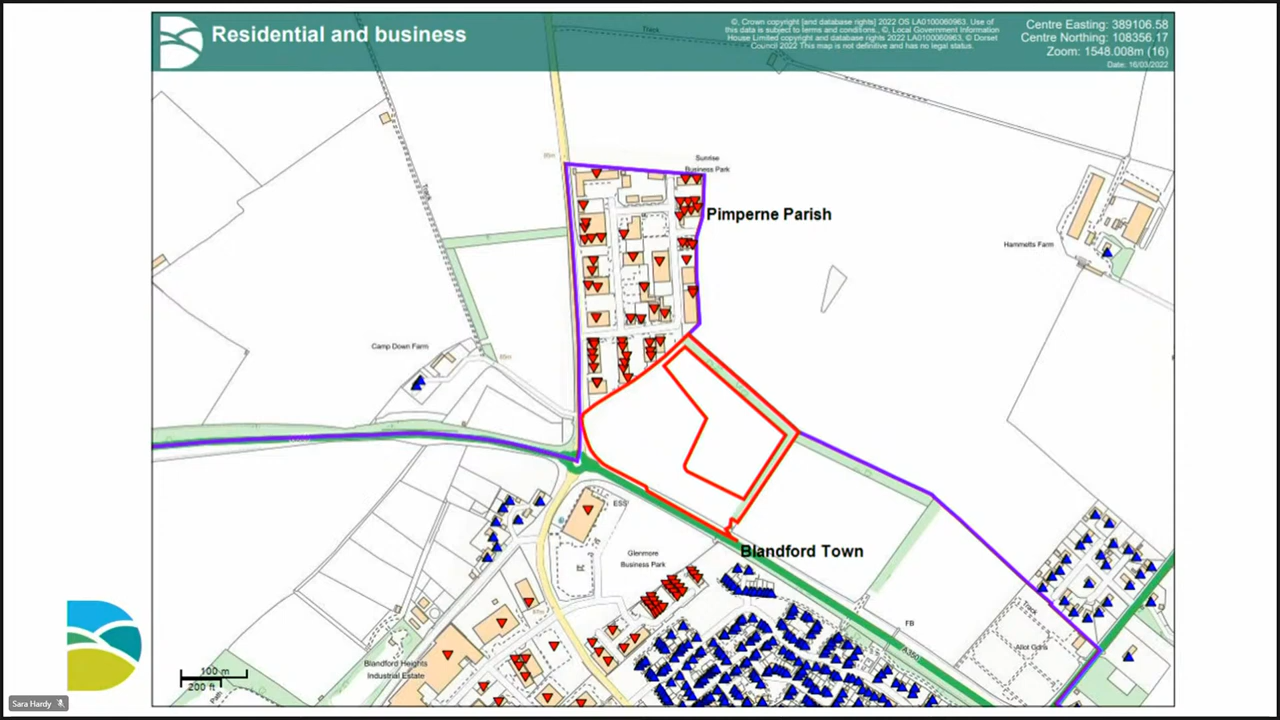 Residential and business
©, Crown copyright [and database rights] 2022 OS LA0100060963. Use of
this data is subject to terms and conditions., ©, Local Government Information
House Limited copyright and database rights 2022 LA0100060963, © Dorset
Council 2022 This map is not definitive and has no legal status.
Centre Easting: 389106.58
Centre Northing: 108356.17
Zoom: 1548.008m (16)
Date: 16/03/2022
Track
Sunrise
Business Park
Pimperne Parish
Hammetts Farm
Camp Down Farm
ESS
Glenmore
Business Park
Blandford Town
FB
A350
Track
Allot Gdns
Blandford Heights
Industrial Estate
100 m
200 ft
Sara Hardy